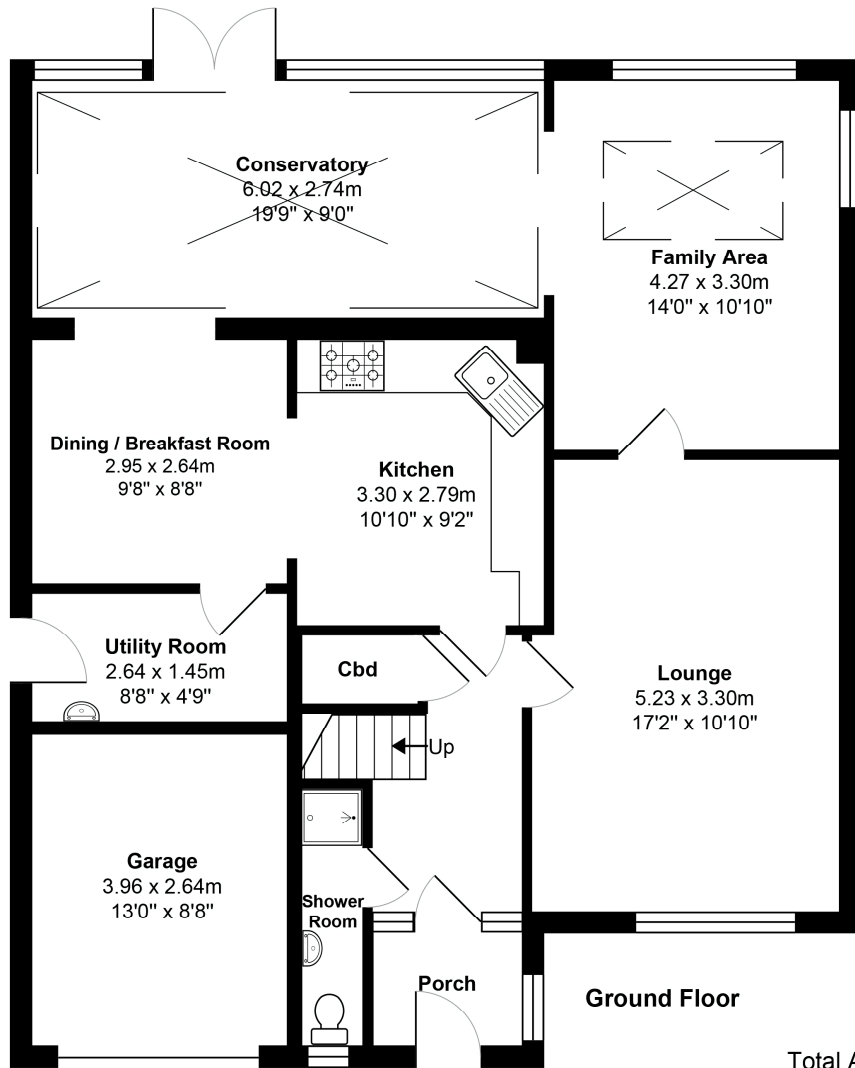 Conservatory
6.02 x 2.74m
19'9" x 9'0"
Family Area
4.27 x 3.30m
14'0" x 10'10"
Dining / Breakfast Room
2.95 x 2.64m
9'8" x 8'8"
Kitchen
3.30 x 2.79m
10'10" x 9'2"
Utility Room
2.64 x 1.45m
8'8" x 4'9"
Cbd
Lounge
5.23 x 3.30m
17'2" x 10'10"
Up
Garage
3.96 x 2.64m
13'0" x 8'8"
Shower
Room
Porch
Ground Floor
Total A